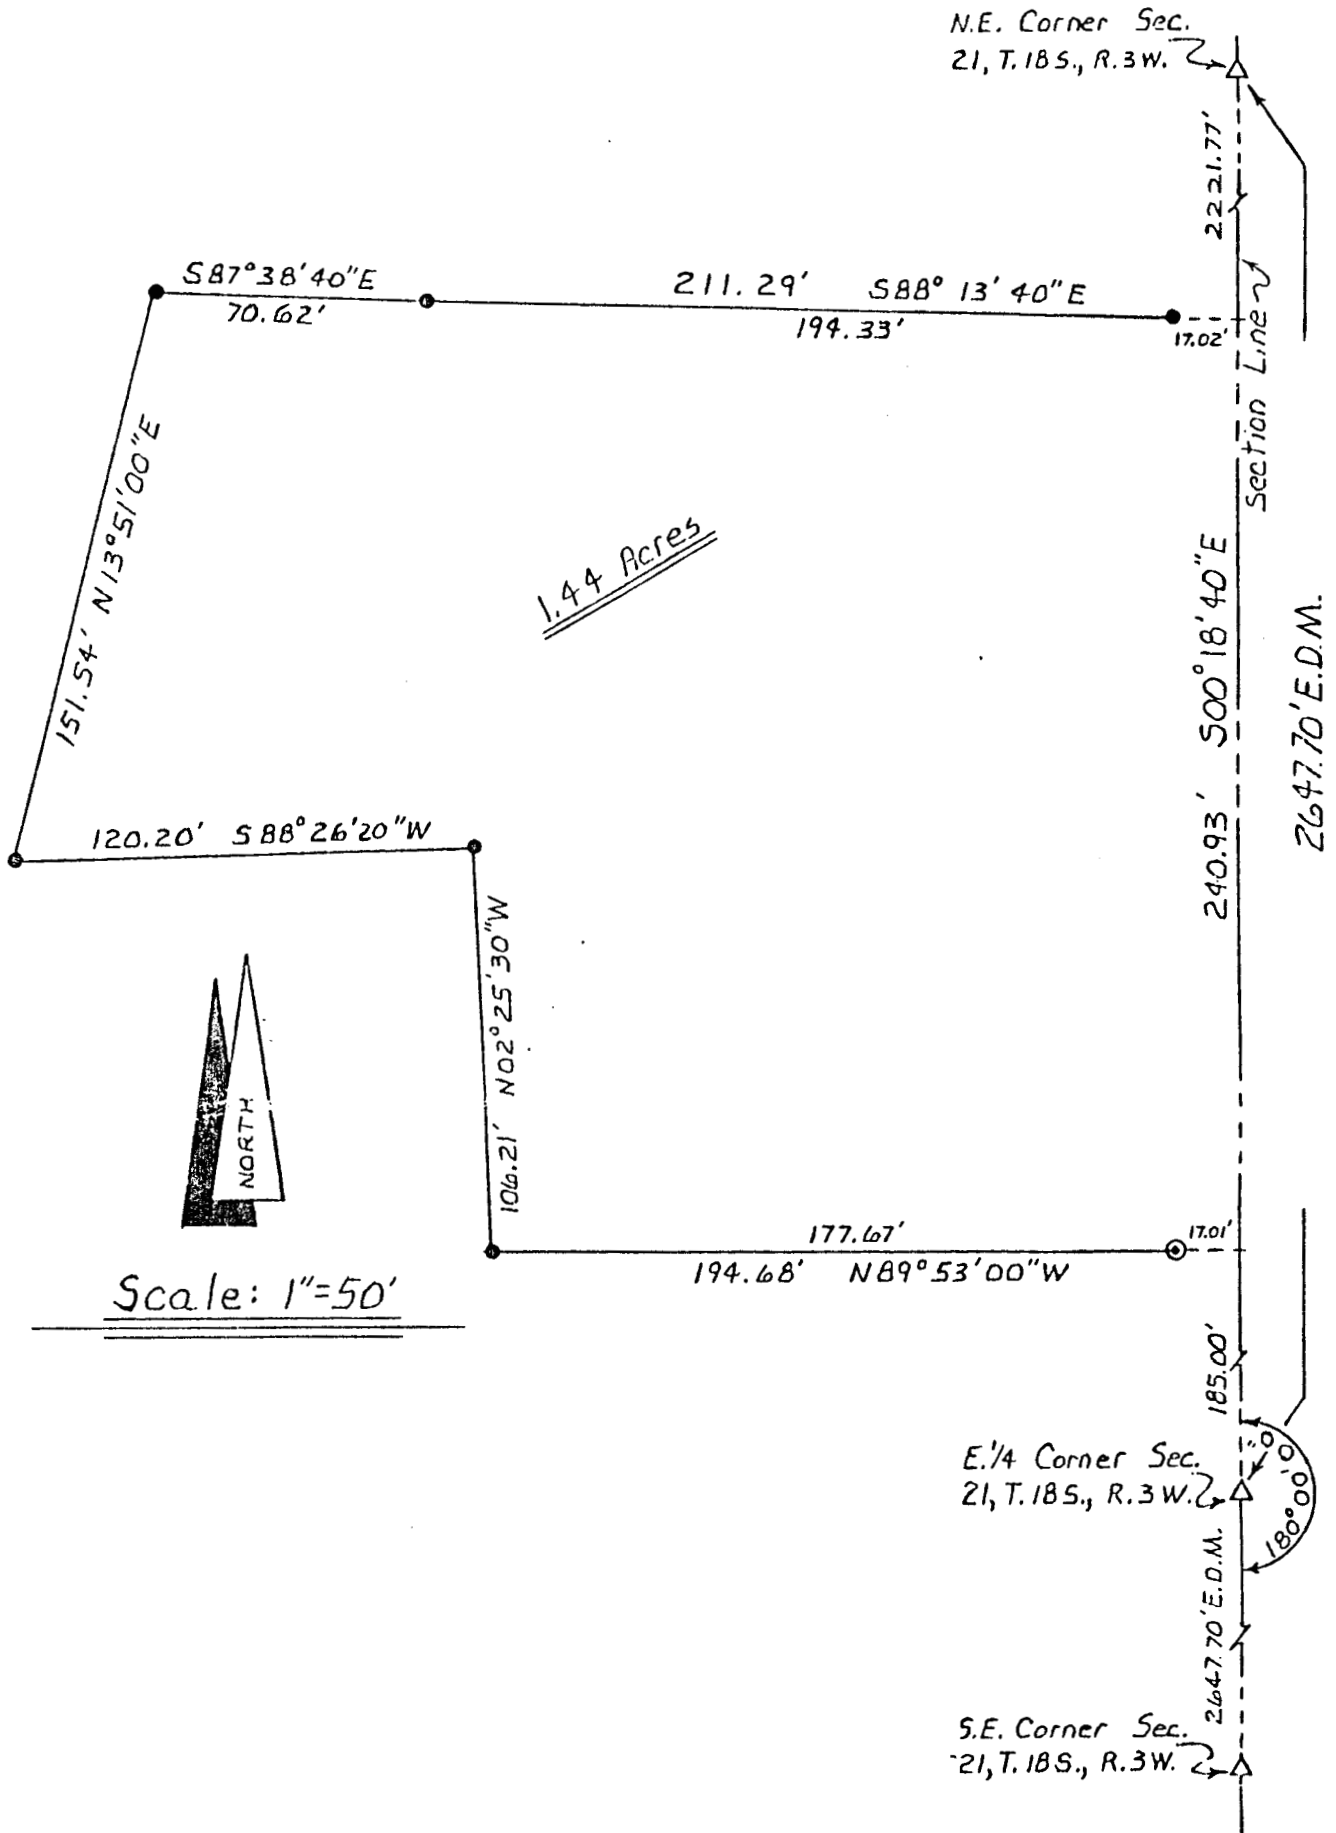 N.E. Corner Sec.
21, T.18S., R.3W.
2221.77'
S87°38'40"E
70.62'
211.29' S88°13'40"E
194.33'
17.02'
Section Line
151.54' N13°51'00"E
1.44 Acres
240.93' S00°18'40"E
2647.70' E.D.M.
120.20' S88°26'20"W
106.21' N02°25'30"W
NORTH
177.67'
17.01'
194.68' N89°53'00"W
Scale: 1"=50'
185.00'
E.1/4 Corner Sec.
21, T.18S., R.3W.
180°00'00"
2647.70' E.D.M.
S.E. Corner Sec.
21, T.18S., R.3W.